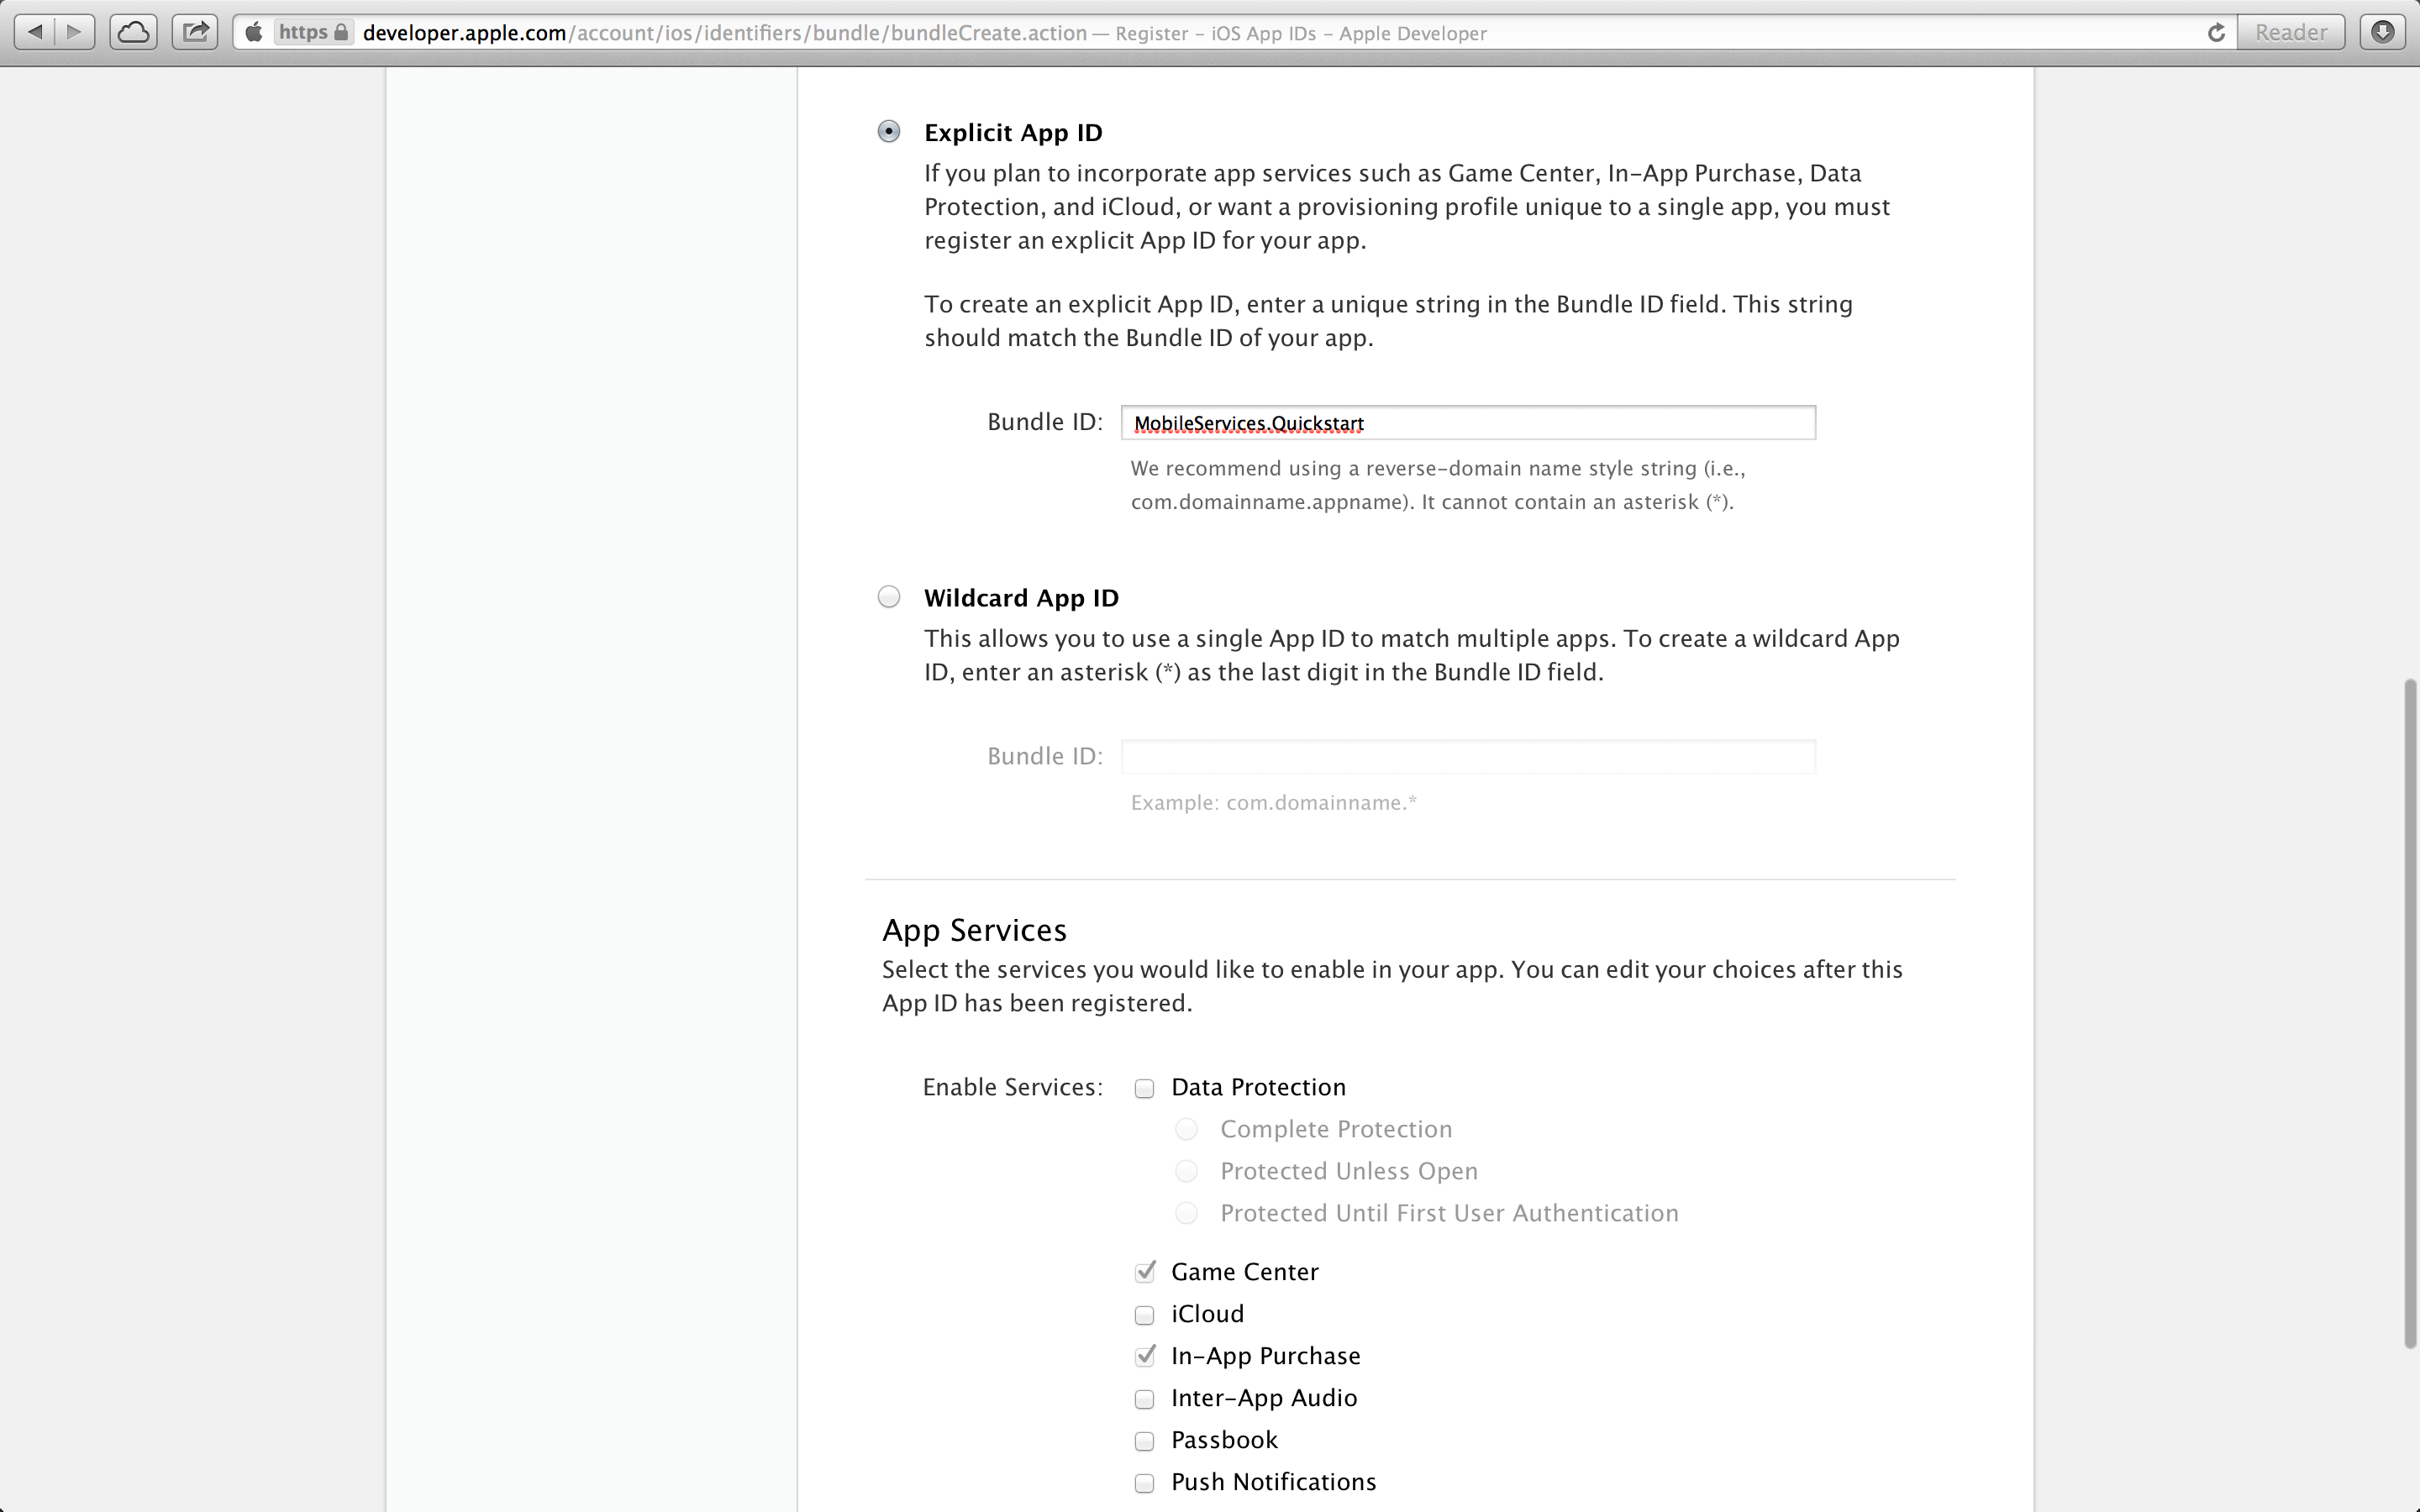 https developer.apple.com/account/ios/identifiers/bundle/bundleCreate.action — Register – iOS App IDs – Apple Developer Reader
Explicit App ID
If you plan to incorporate app services such as Game Center, In-App Purchase, Data
Protection, and iCloud, or want a provisioning profile unique to a single app, you must
register an explicit App ID for your app.
To create an explicit App ID, enter a unique string in the Bundle ID field. This string
should match the Bundle ID of your app.
Bundle ID: MobileServices.Quickstart
We recommend using a reverse-domain name style string (i.e.,
com.domainname.appname). It cannot contain an asterisk (*).
Wildcard App ID
This allows you to use a single App ID to match multiple apps. To create a wildcard App
ID, enter an asterisk (*) as the last digit in the Bundle ID field.
Bundle ID:
Example: com.domainname.*
App Services
Select the services you would like to enable in your app. You can edit your choices after this
App ID has been registered.
Enable Services: Data Protection
Complete Protection
Protected Unless Open
Protected Until First User Authentication
Game Center
iCloud
In-App Purchase
Inter-App Audio
Passbook
Push Notifications